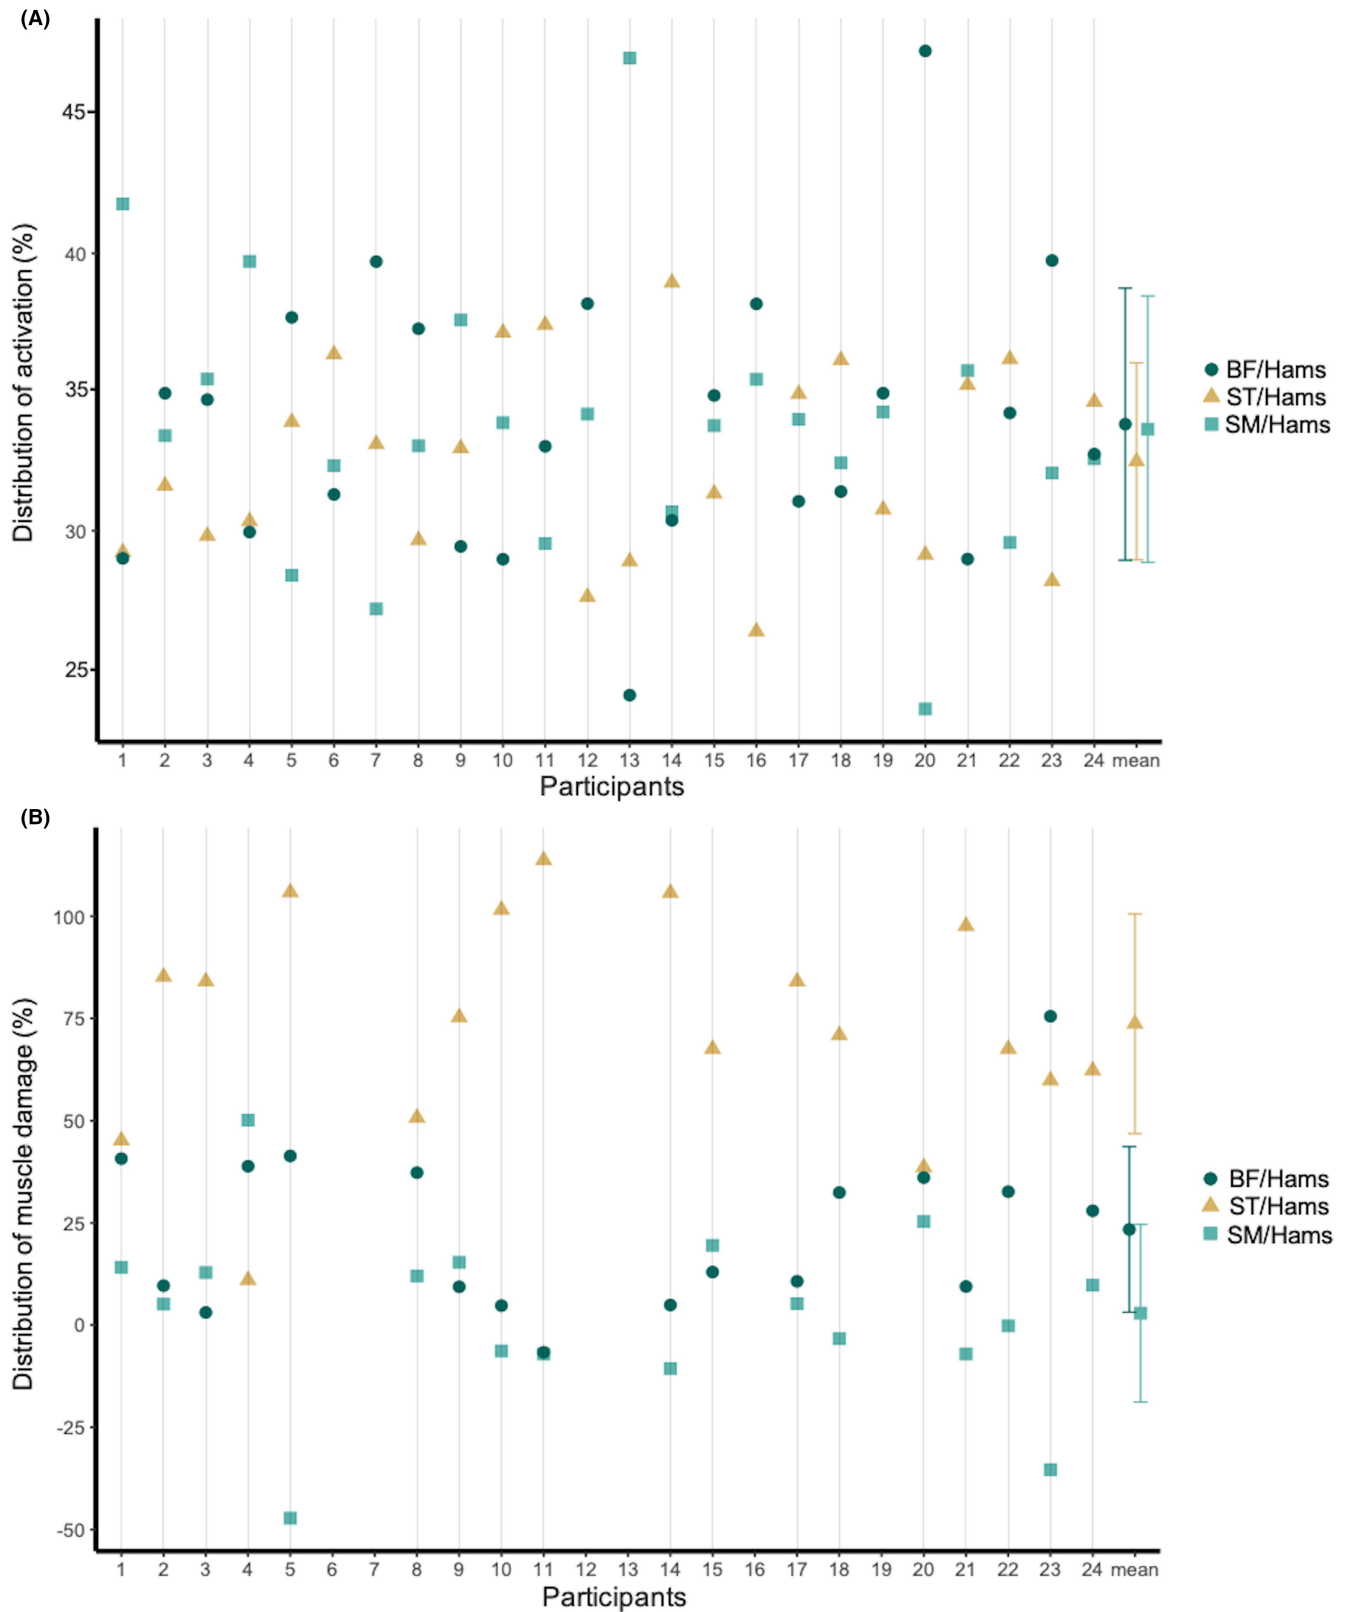 (A)
Distribution of activation (%)
45
40
35
30
25
1 2 3 4 5 6 7 8 9 10 11 12 13 14 15 16 17 18 19 20 21 22 23 24 mean
Participants
BF/Hams
ST/Hams
SM/Hams
(B)
Distribution of muscle damage (%)
100
75
50
25
0
-25
-50
1 2 3 4 5 6 7 8 9 10 11 12 13 14 15 16 17 18 19 20 21 22 23 24 mean
Participants
BF/Hams
ST/Hams
SM/Hams